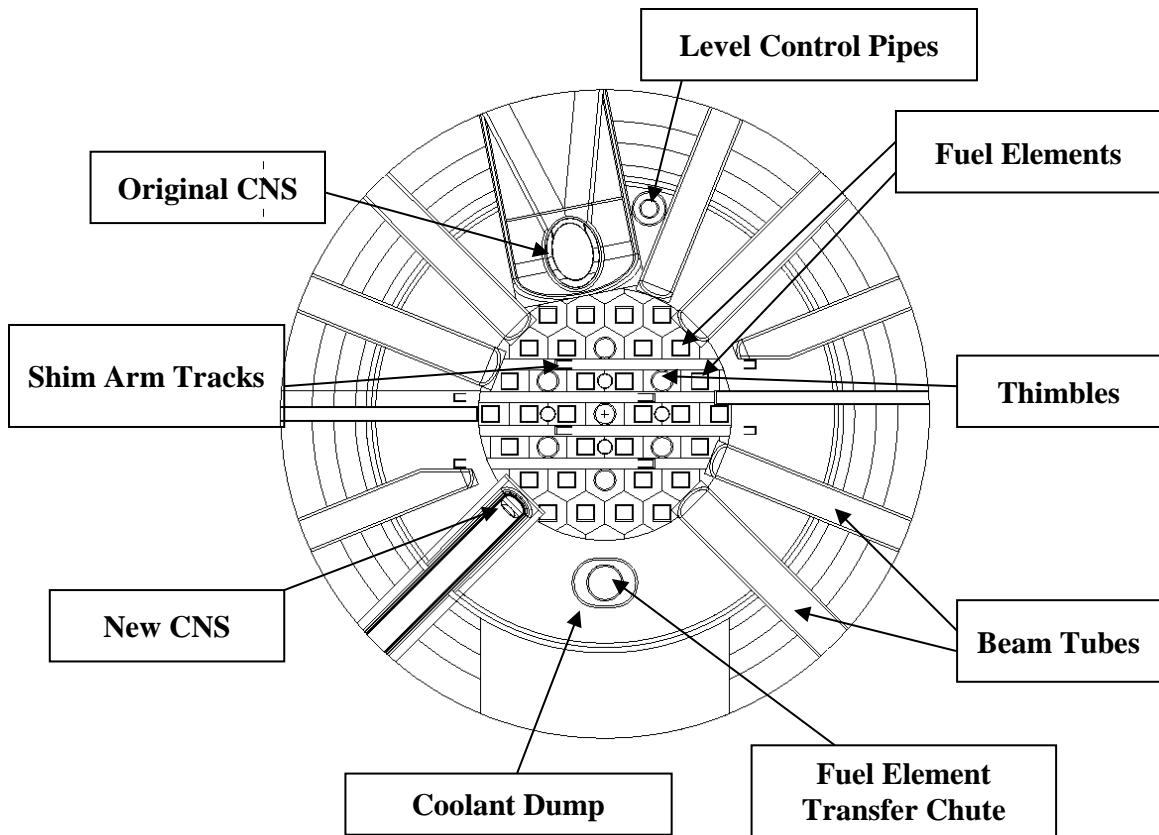 Level Control Pipes
Fuel Elements
Original CNS
Shim Arm Tracks
Thimbles
New CNS
Beam Tubes
Coolant Dump
Fuel Element
Transfer Chute